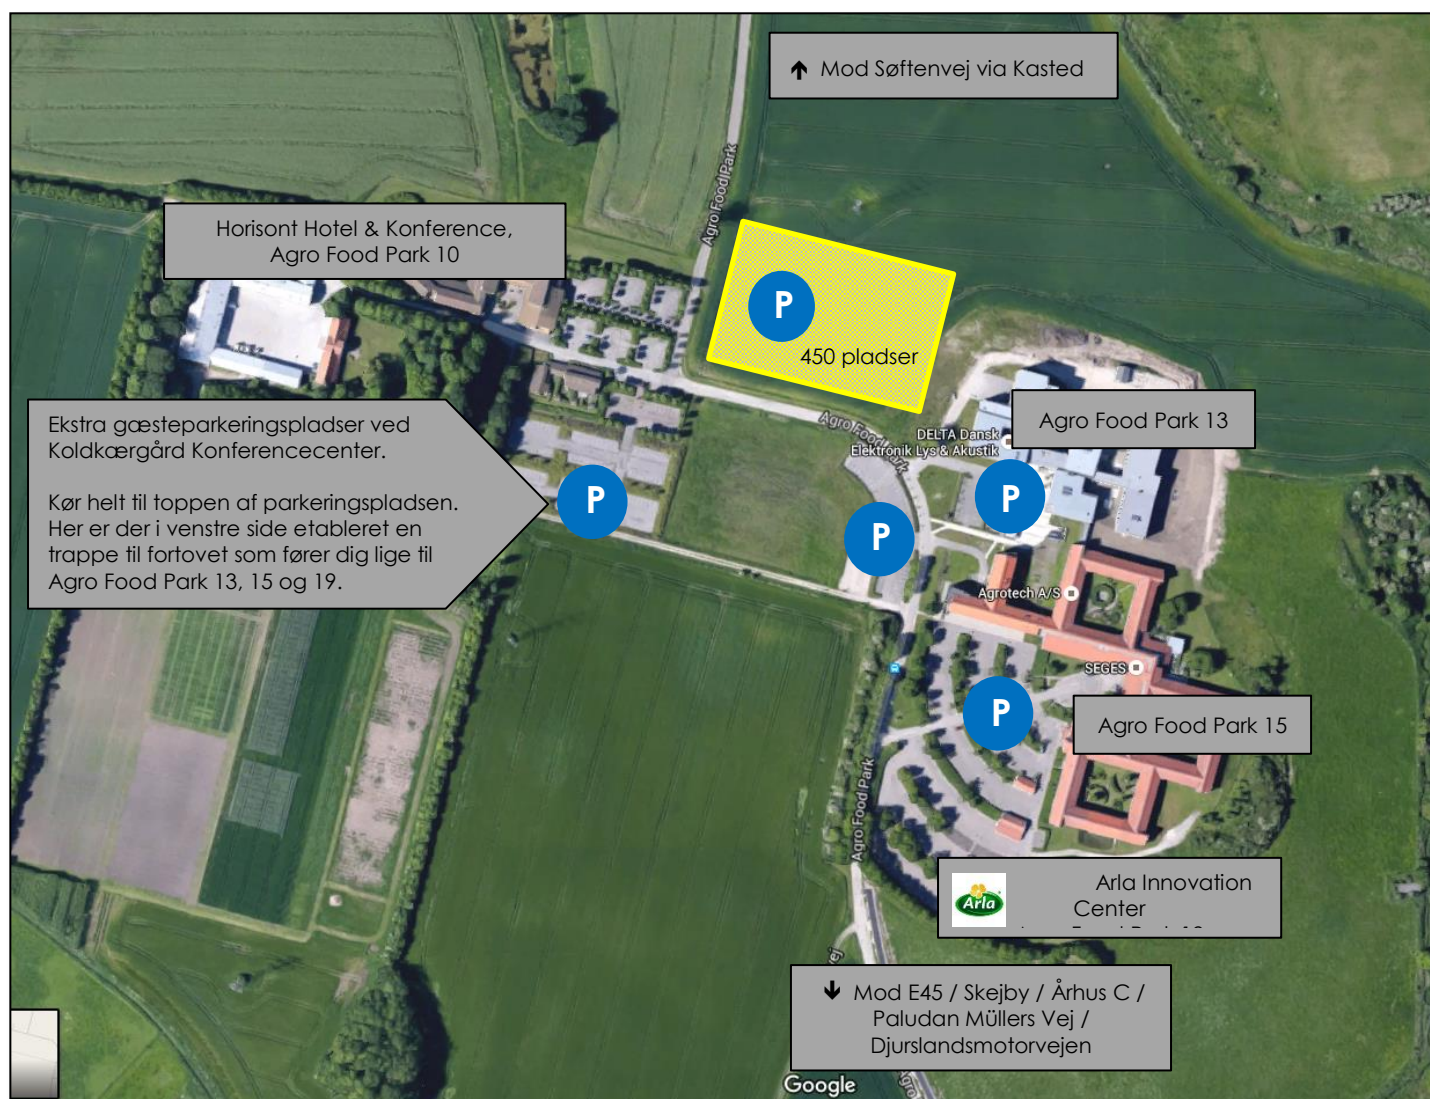 Mod Søftenvej via Kasted
Agro Food Park
Horisont Hotel & Konference,
Agro Food Park 10
P
450 pladser
Agro Food Park
Agro Food Park 13
DELTA Dansk
Elektronik Lys & Akustik
Ekstra gæsteparkeringspladser ved
Koldkærgård Konferencecenter.
Kør helt til toppen af parkeringspladsen.
Her er der i venstre side etableret en
trappe til fortovet som fører dig lige til
Agro Food Park 13, 15 og 19.
P
P
P
Agrotech A/S
SEGES
P
Agro Food Park 15
Agro Food Park
Arla
Arla Innovation
Center
vej
Mod E45 / Skejby / Århus C /
Paludan Müllers Vej /
Djurslandsmotorvejen
Google
Agro